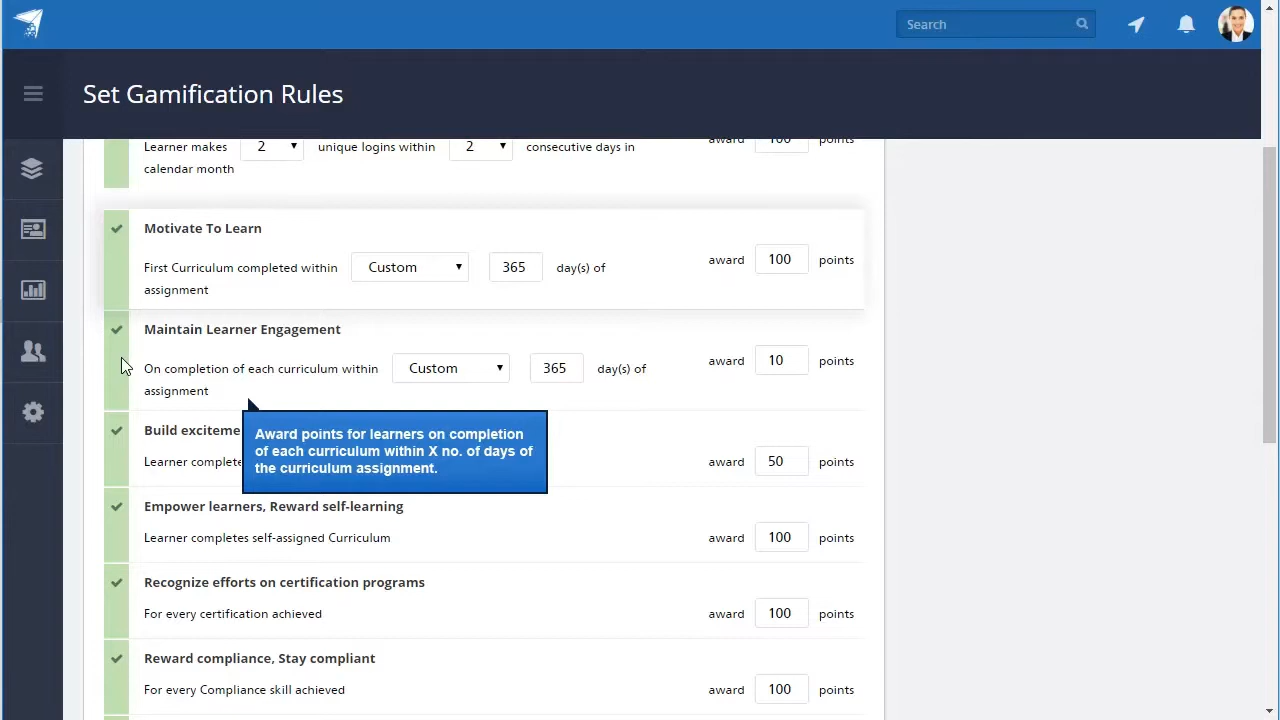 Search
Set Gamification Rules
Learner makes 2 unique logins within 2 consecutive days in award 100 points
calendar month
Motivate To Learn
First Curriculum completed within Custom 365 day(s) of award 100 points
assignment
Maintain Learner Engagement
On completion of each curriculum within Custom 365 day(s) of award 10 points
assignment
Award points for learners on completion
of each curriculum within X no. of days of
the curriculum assignment.
Build
Learner award 50 points
Empower learners, Reward self-learning
Learner completes self-assigned Curriculum award 100 points
Recognize efforts on certification programs
For every certification achieved award 100 points
Reward compliance, Stay compliant
For every Compliance skill achieved award 100 points